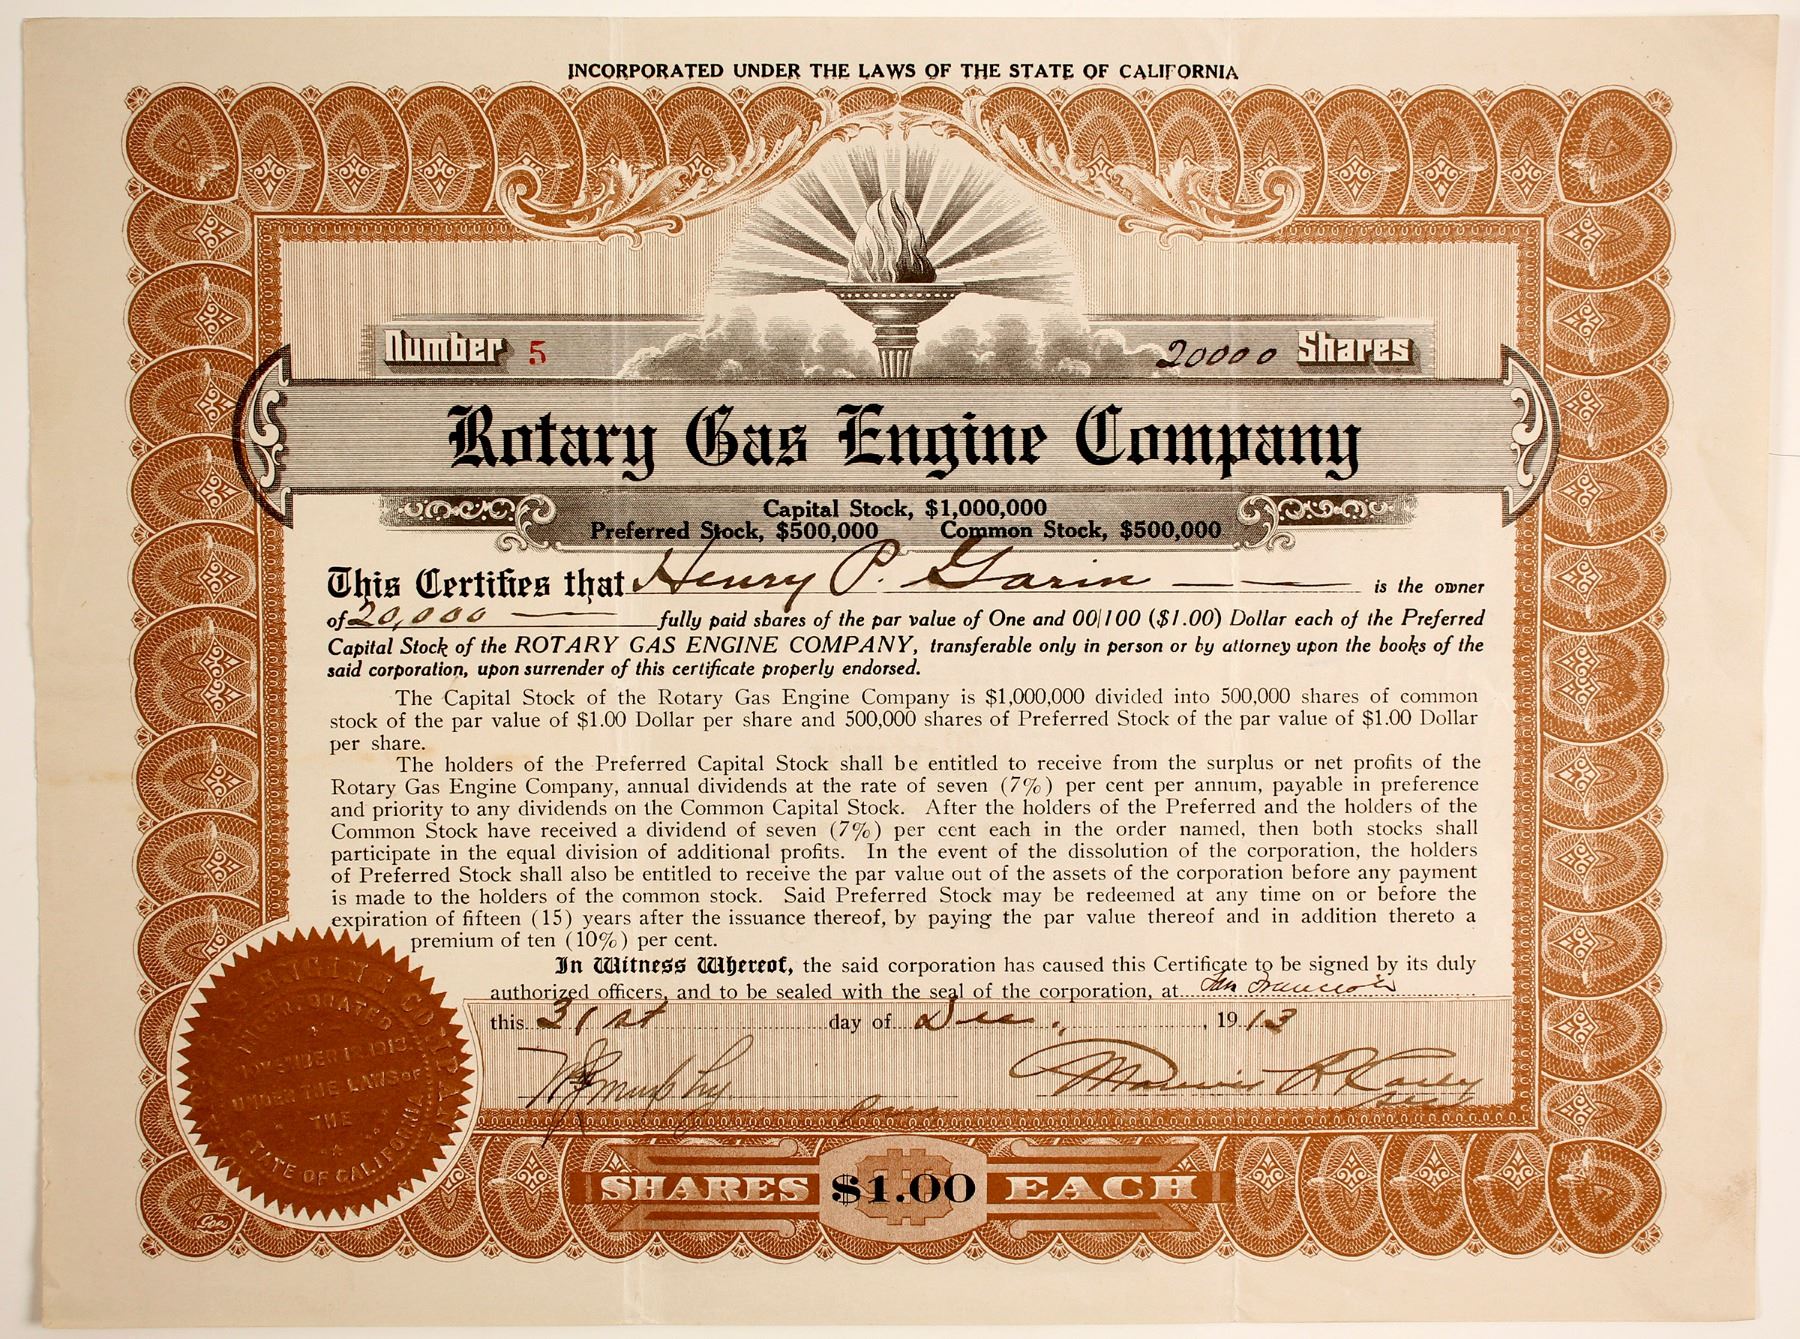 INCORPORATED UNDER THE LAWS OF THE STATE OF CALIFORNIA
Number 5 20000 Shares
Rotary Gas Engine Company
Capital Stock, $1,000,000
Preferred Stock, $500,000 Common Stock, $500,000
This Certifies that Henry P. Garin is the owner
of 20,000 fully paid shares of the par value of One and 00|100 ($1.00) Dollar each of the Preferred
Capital Stock of the ROTARY GAS ENGINE COMPANY, transferable only in person or by attorney upon the books of the
said corporation, upon surrender of this certificate properly endorsed.
The Capital Stock of the Rotary Gas Engine Company is $1,000,000 divided into 500,000 shares of common
stock of the par value of $1.00 Dollar per share and 500,000 shares of Preferred Stock of the par value of $1.00 Dollar
per share.
The holders of the Preferred Capital Stock shall be entitled to receive from the surplus or net profits of the
Rotary Gas Engine Company, annual dividends at the rate of seven (7%) per cent per annum, payable in preference
and priority to any dividends on the Common Capital Stock. After the holders of the Preferred and the holders of the
Common Stock have received a dividend of seven (7%) per cent each in the order named, then both stocks shall
participate in the equal division of additional profits. In the event of the dissolution of the corporation, the holders
of Preferred Stock shall also be entitled to receive the par value out of the assets of the corporation before any payment
is made to the holders of the common stock. Said Preferred Stock may be redeemed at any time on or before the
expiration of fifteen (15) years after the issuance thereof, by paying the par value thereof and in addition thereto a
premium of ten (10%) per cent.
In Witness Whereof, the said corporation has caused this Certificate to be signed by its duly
authorized officers, and to be sealed with the seal of the corporation, at San Francisco
this 31st day of Dec., 1913
Murphy Pres
Secy
GAS ENGINE COMPANY
INCORPORATED
NOVEMBER 12, 1913
UNDER THE LAWS OF
THE
STATE OF CALIFORNIA
Goes
SHARES $1.00 EACH